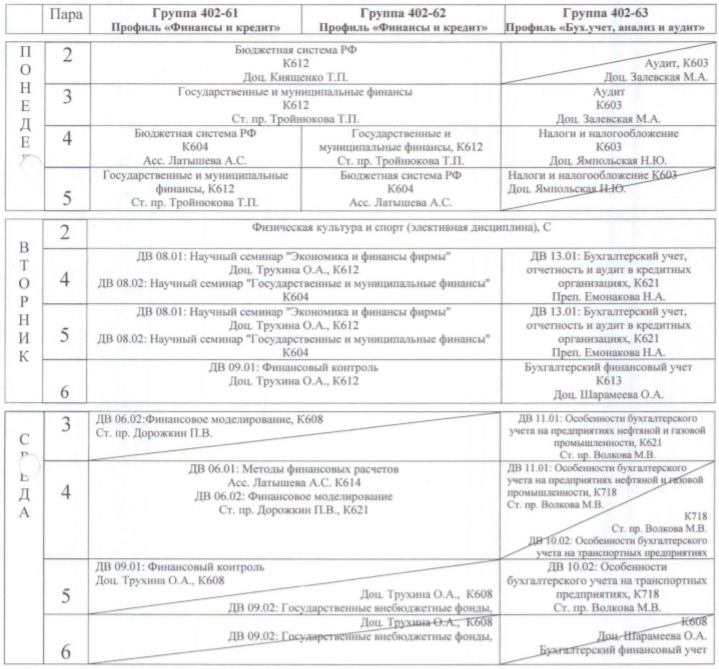 Пара
Группа 402-61
Профиль «Финансы и кредит»
Группа 402-62
Профиль «Финансы и кредит»
Группа 402-63
Профиль «Бух.учет, анализ и аудит»
П
О
Н
Е
Д
Е
2
Бюджетная система РФ
К612
Доц. Киященко Т.П.
Аудит, К603
Доц. Залевская М.А.
3
Государственные и муниципальные финансы
К612
Ст. пр. Тройнюкова Т.П.
Аудит
К603
Доц. Залевская М.А.
4
Бюджетная система РФ
К604
Асс. Латышева А.С.
Государственные и
муниципальные финансы, К612
Ст. пр. Тройнюкова Т.П.
Налоги и налогообложение
К603
Доц. Ямпольская Н.Ю.
5
Государственные и муниципальные
финансы, К612
Ст. пр. Тройнюкова Т.П.
Бюджетная система РФ
К604
Асс. Латышева А.С.
Налоги и налогообложение К603
Доц. Ямпольская Н.Ю.
В
Т
О
Р
Н
И
К
2
Физическая культура и спорт (элективная дисциплина), С
4
ДВ 08.01: Научный семинар "Экономика и финансы фирмы"
Доц. Трухина О.А., К612
ДВ 08.02: Научный семинар "Государственные и муниципальные финансы"
К604
ДВ 13.01: Бухгалтерский учет,
отчетность и аудит в кредитных
организациях, К621
Преп. Емонакова Н.А.
5
ДВ 08.01: Научный семинар "Экономика и финансы фирмы"
Доц. Трухина О.А., К612
ДВ 08.02: Научный семинар "Государственные и муниципальные финансы"
К604
ДВ 13.01: Бухгалтерский учет,
отчетность и аудит в кредитных
организациях, К621
Преп. Емонакова Н.А.
6
ДВ 09.01: Финансовый контроль
Доц. Трухина О.А., К612
Бухгалтерский финансовый учет
К613
Доц. Шарамеева О.А.
С
Р
Е
Д
А
3
ДВ 06.02:Финансовое моделирование, К608
Ст. пр. Дорожкин П.В.
ДВ 11.01: Особенности бухгалтерского
учета на предприятиях нефтяной и газовой
промышленности, К621
Ст. пр. Волкова М.В.
4
ДВ 06.01: Методы финансовых расчетов
Асс. Латышева А.С. К614
ДВ 06.02: Финансовое моделирование
Ст. пр. Дорожкин П.В., К621
ДВ 11.01: Особенности бухгалтерского
учета на предприятиях нефтяной и газовой
промышленности, К718
Ст. пр. Волкова М.В.
К718
Ст. пр. Волкова М.В.
ДВ 10.02: Особенности бухгалтерского
учета на транспортных предприятиях
5
ДВ 09.01: Финансовый контроль
Доц. Трухина О.А., К608
Доц. Трухина О.А., К608
ДВ 09.02: Государственные внебюджетные фонды,
ДВ 10.02: Особенности
бухгалтерского учета на транспортных
предприятиях, К718
Ст. пр. Волкова М.В.
6
Доц. Трухина О.А., К608
ДВ 09.02: Государственные внебюджетные фонды,
К608
Доц. Шарамеева О.А.
Бухгалтерский финансовый учет